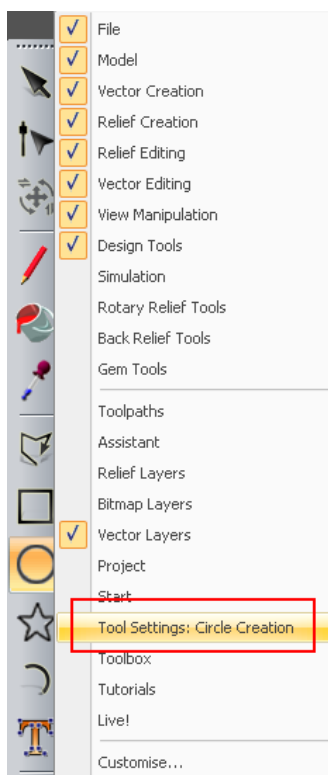 File
Model
Vector Creation
Relief Creation
Relief Editing
Vector Editing
View Manipulation
Design Tools
Simulation
Rotary Relief Tools
Back Relief Tools
Gem Tools
Toolpaths
Assistant
Relief Layers
Bitmap Layers
Vector Layers
Project
Start
Tool Settings: Circle Creation
Toolbox
Tutorials
Live!
Customise...